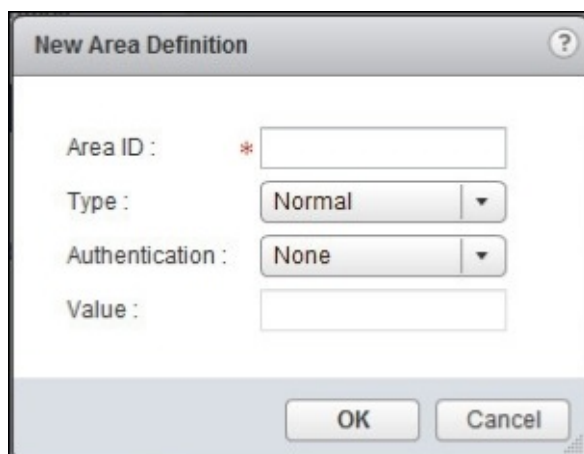 New Area Definition ?
Area ID : *
Type : Normal
Authentication : None
Value :
OK Cancel